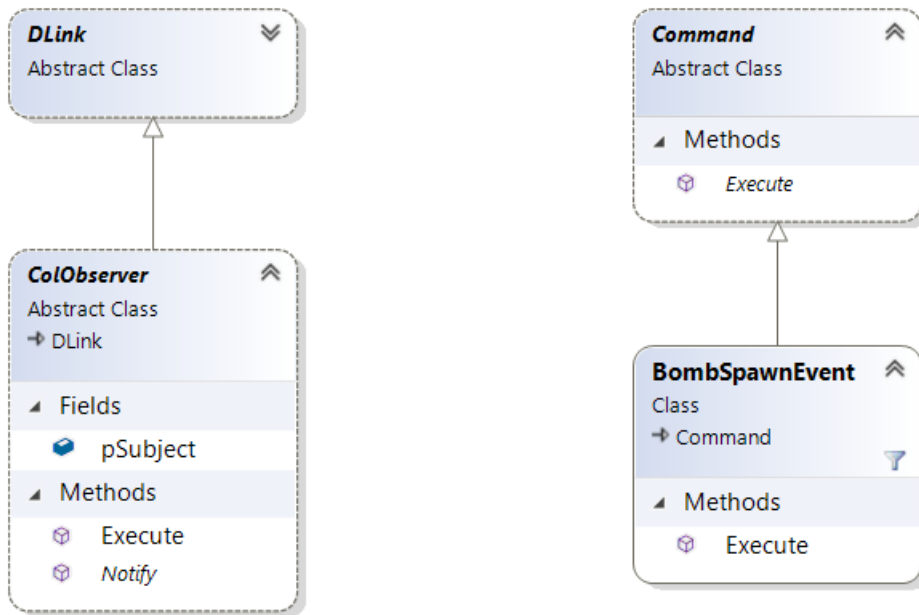 DLink
Abstract Class
ColObserver
Abstract Class
DLink
Fields
pSubject
Methods
Execute
Notify
Command
Abstract Class
Methods
Execute
BombSpawnEvent
Class
Command
Methods
Execute